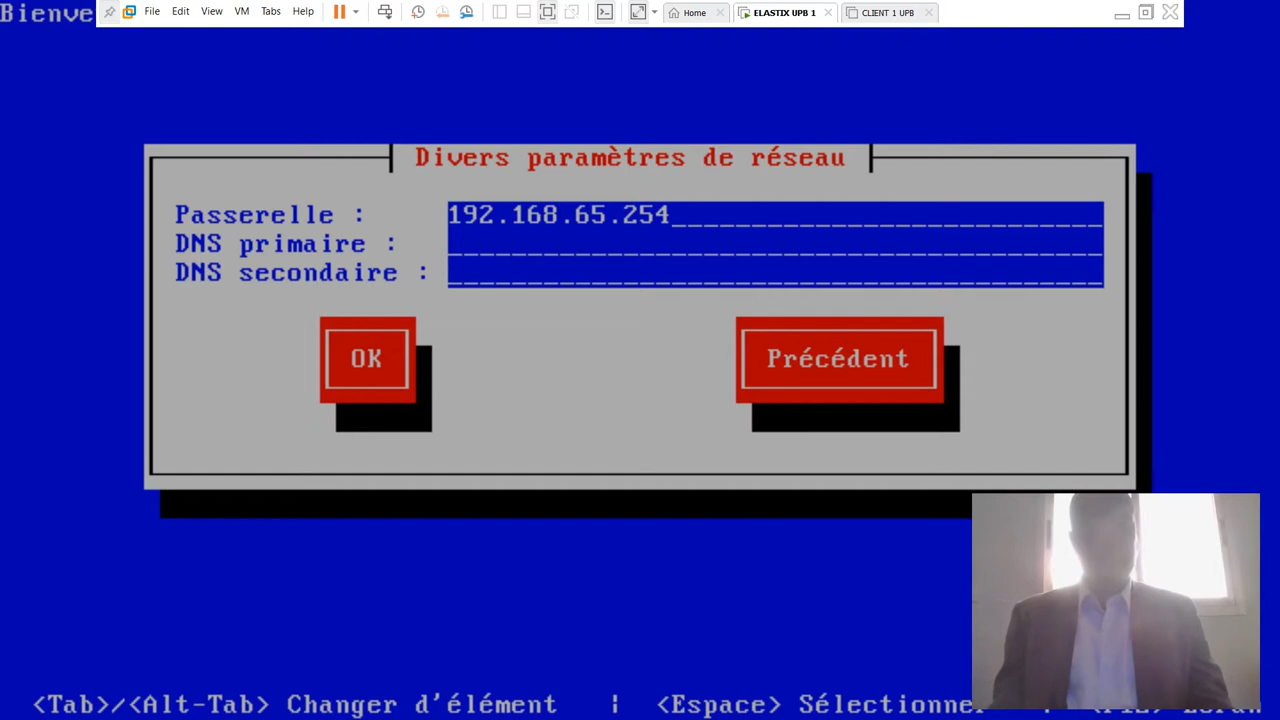 Bienve
File Edit View VM Tabs Help
Home
ELASTIX UPB 1
CLIENT 1 UPB
Divers paramètres de réseau
Passerelle : 192.168.65.254
DNS primaire :
DNS secondaire :
OK
Précédent
<Tab>/<Alt-Tab> Changer d'élément | <Espace> Sélectionner